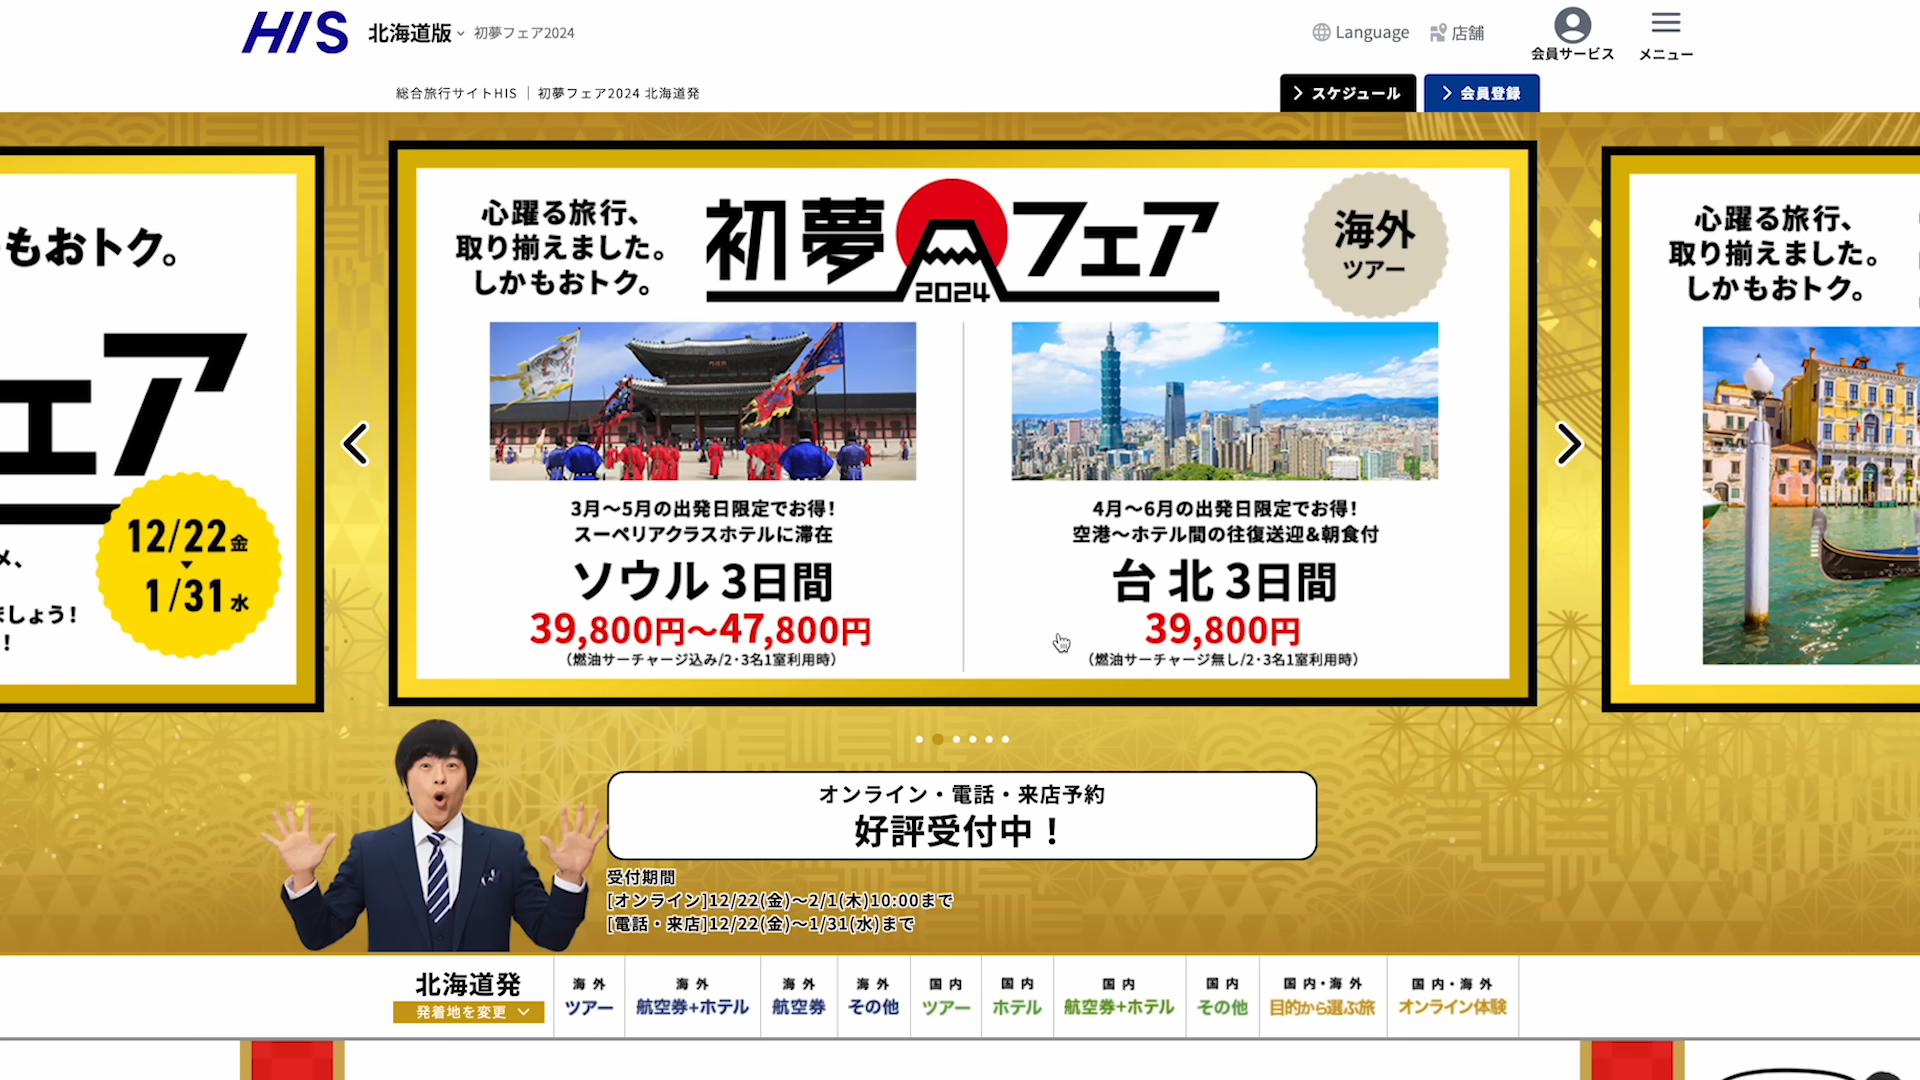 HIS 北海道版 初夢フェア2024
Language 店舗 会員サービス メニュー
総合旅行サイトHIS | 初夢フェア2024 北海道発
スケジュール 会員登録
もおトク。
ェア
12/22金
1/31水
ましょう!
!
心躍る旅行、
取り揃えました。
しかもおトク。
初夢フェア
2024
海外
ツアー
3月〜5月の出発日限定でお得!
スーペリアクラスホテルに滞在
ソウル 3日間
39,800円〜47,800円
(燃油サーチャージ込み/2・3名1室利用時)
4月〜6月の出発日限定でお得!
空港〜ホテル間の往復送迎&朝食付
台北 3日間
39,800円
(燃油サーチャージ無し/2・3名1室利用時)
心躍る旅行、
取り揃えました。
しかもおトク。
オンライン・電話・来店予約
好評受付中!
受付期間
[オンライン]12/22(金)〜2/1(木)10:00まで
[電話・来店]12/22(金)〜1/31(水)まで
北海道発
発着地を変更
海外
ツアー
海外
航空券+ホテル
海外
航空券
海外
その他
国内
ツアー
国内
ホテル
国内
航空券+ホテル
国内
その他
国内・海外
目的から選ぶ旅
国内・海外
オンライン体験